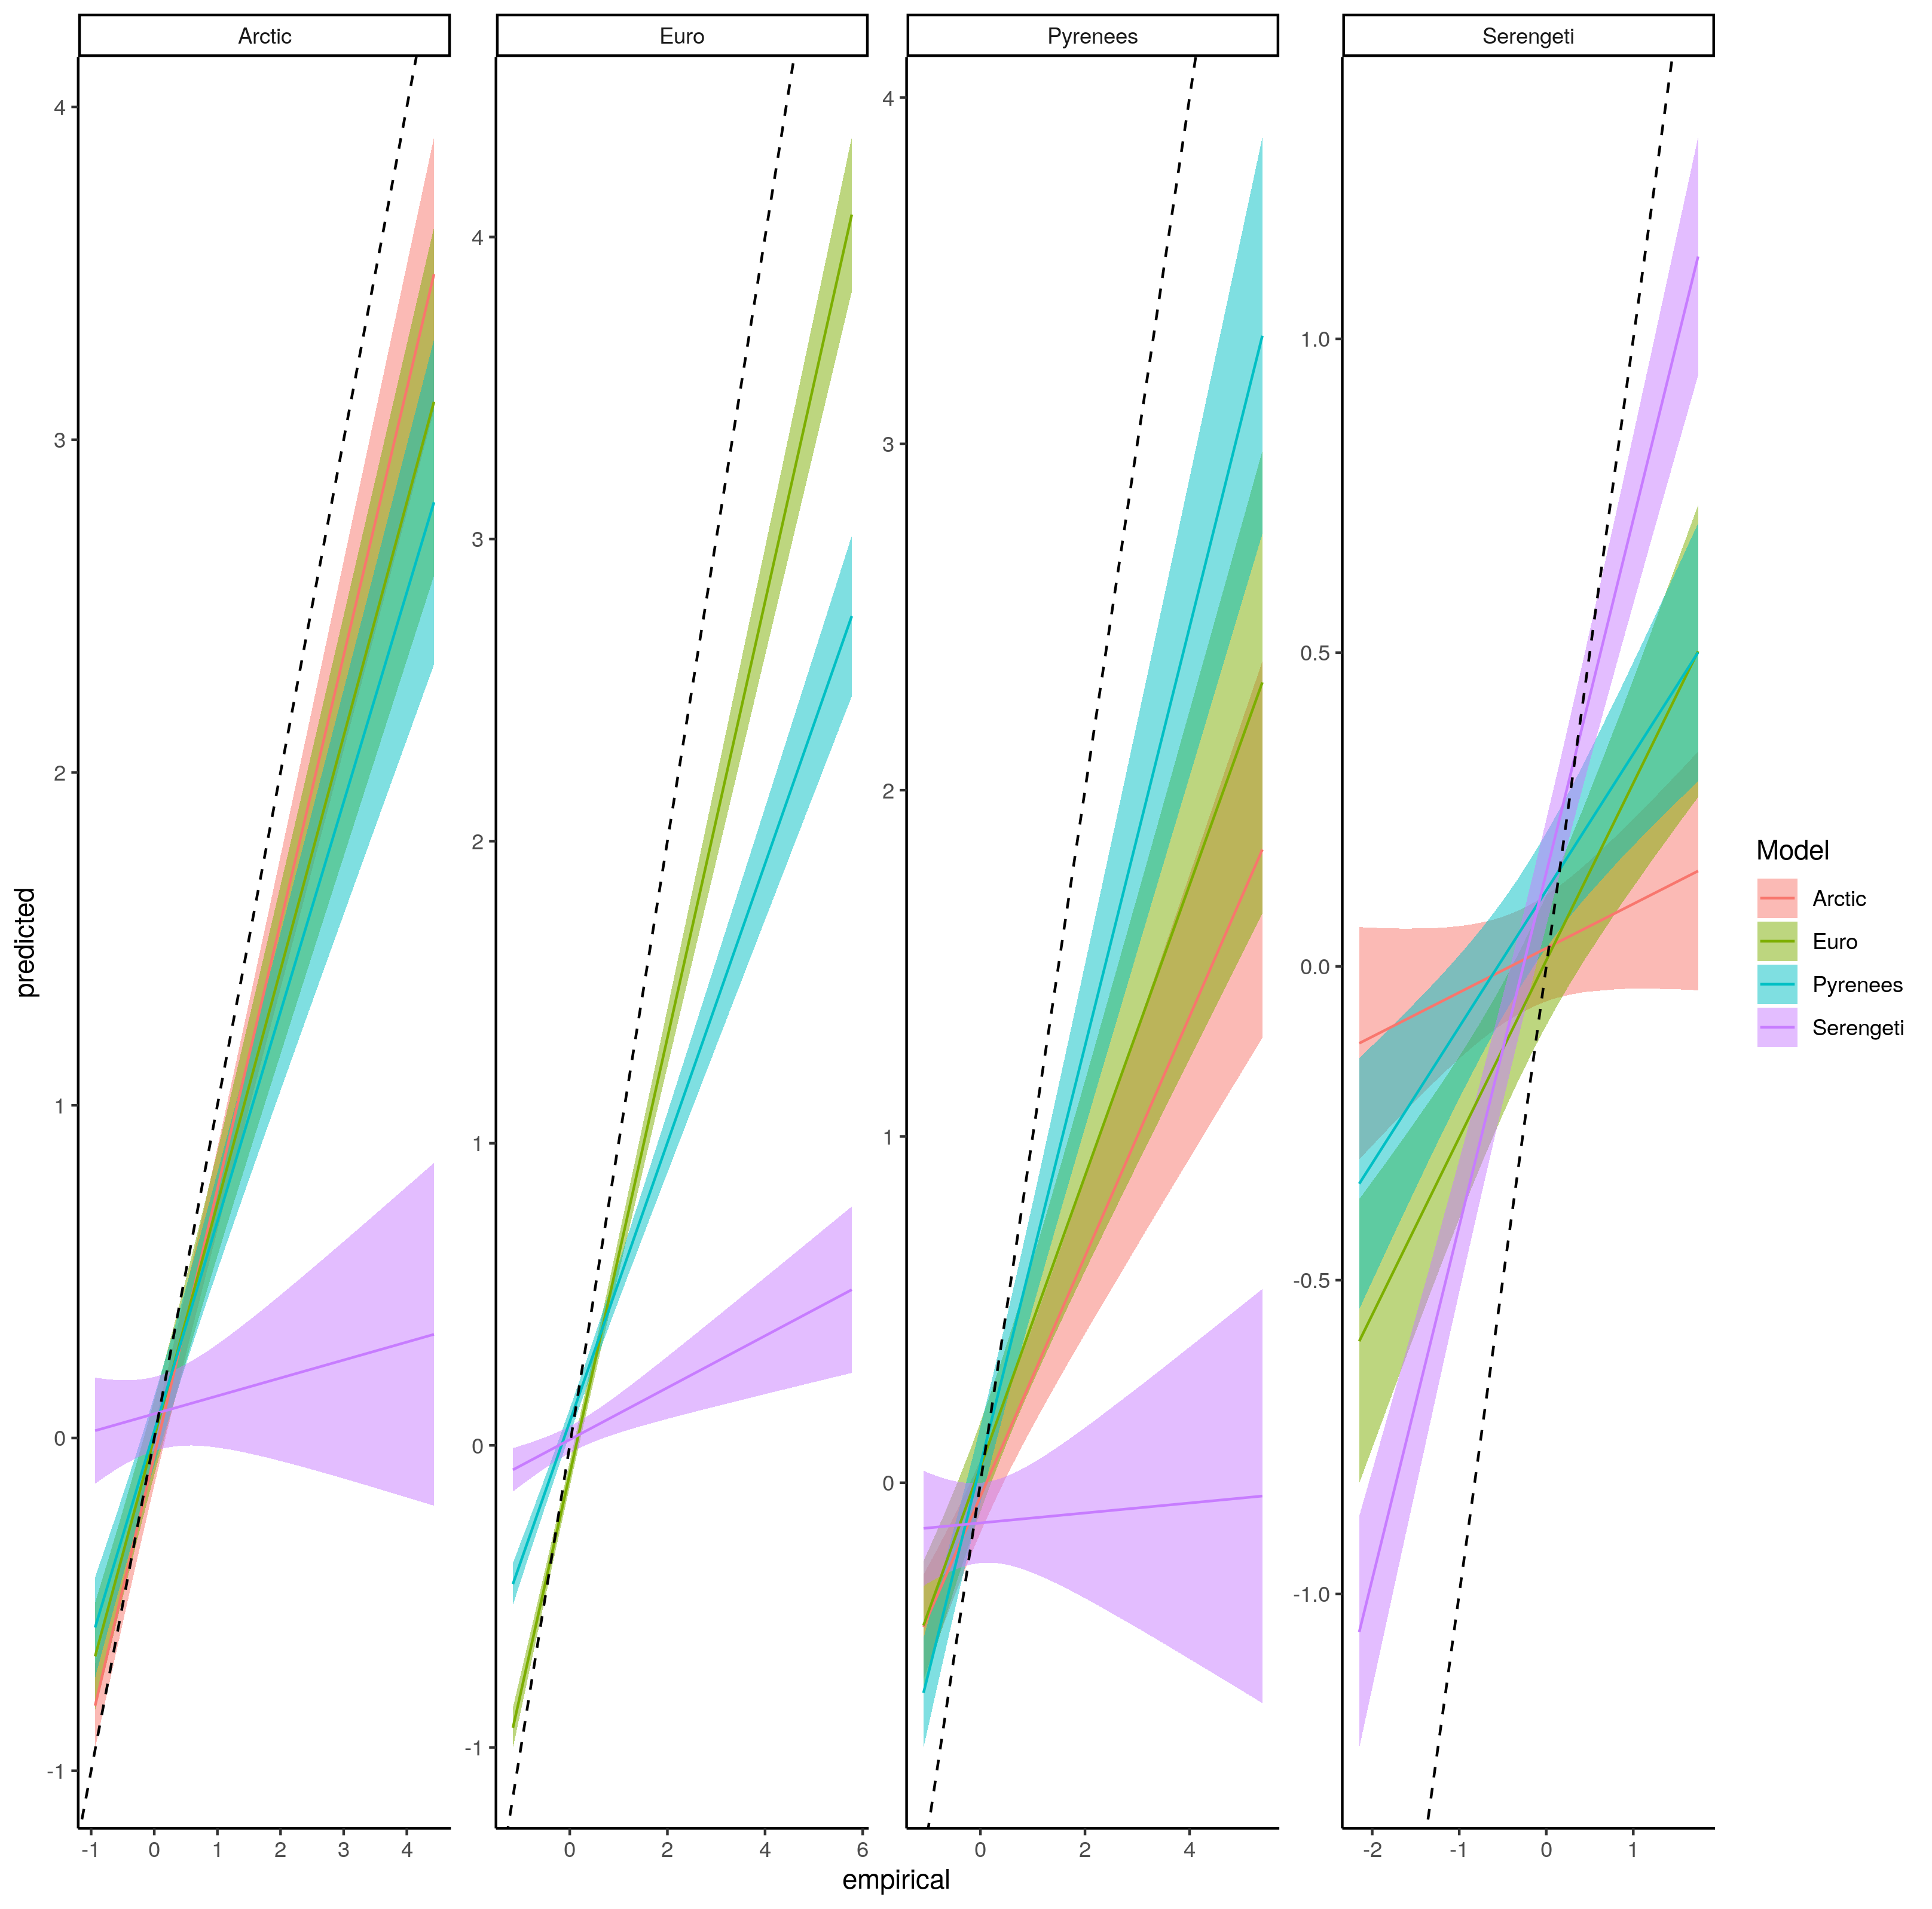 Arctic Euro Pyrenees Serengeti
4
3
2
1
0
-1
4
3
2
1
0
-1
4
3
2
1
0
1.0
0.5
0.0
-0.5
-1.0
-1 0 1 2 3 4
0 2 4 6
0 2 4
-2 -1 0 1
predicted
empirical
Model
Arctic
Euro
Pyrenees
Serengeti